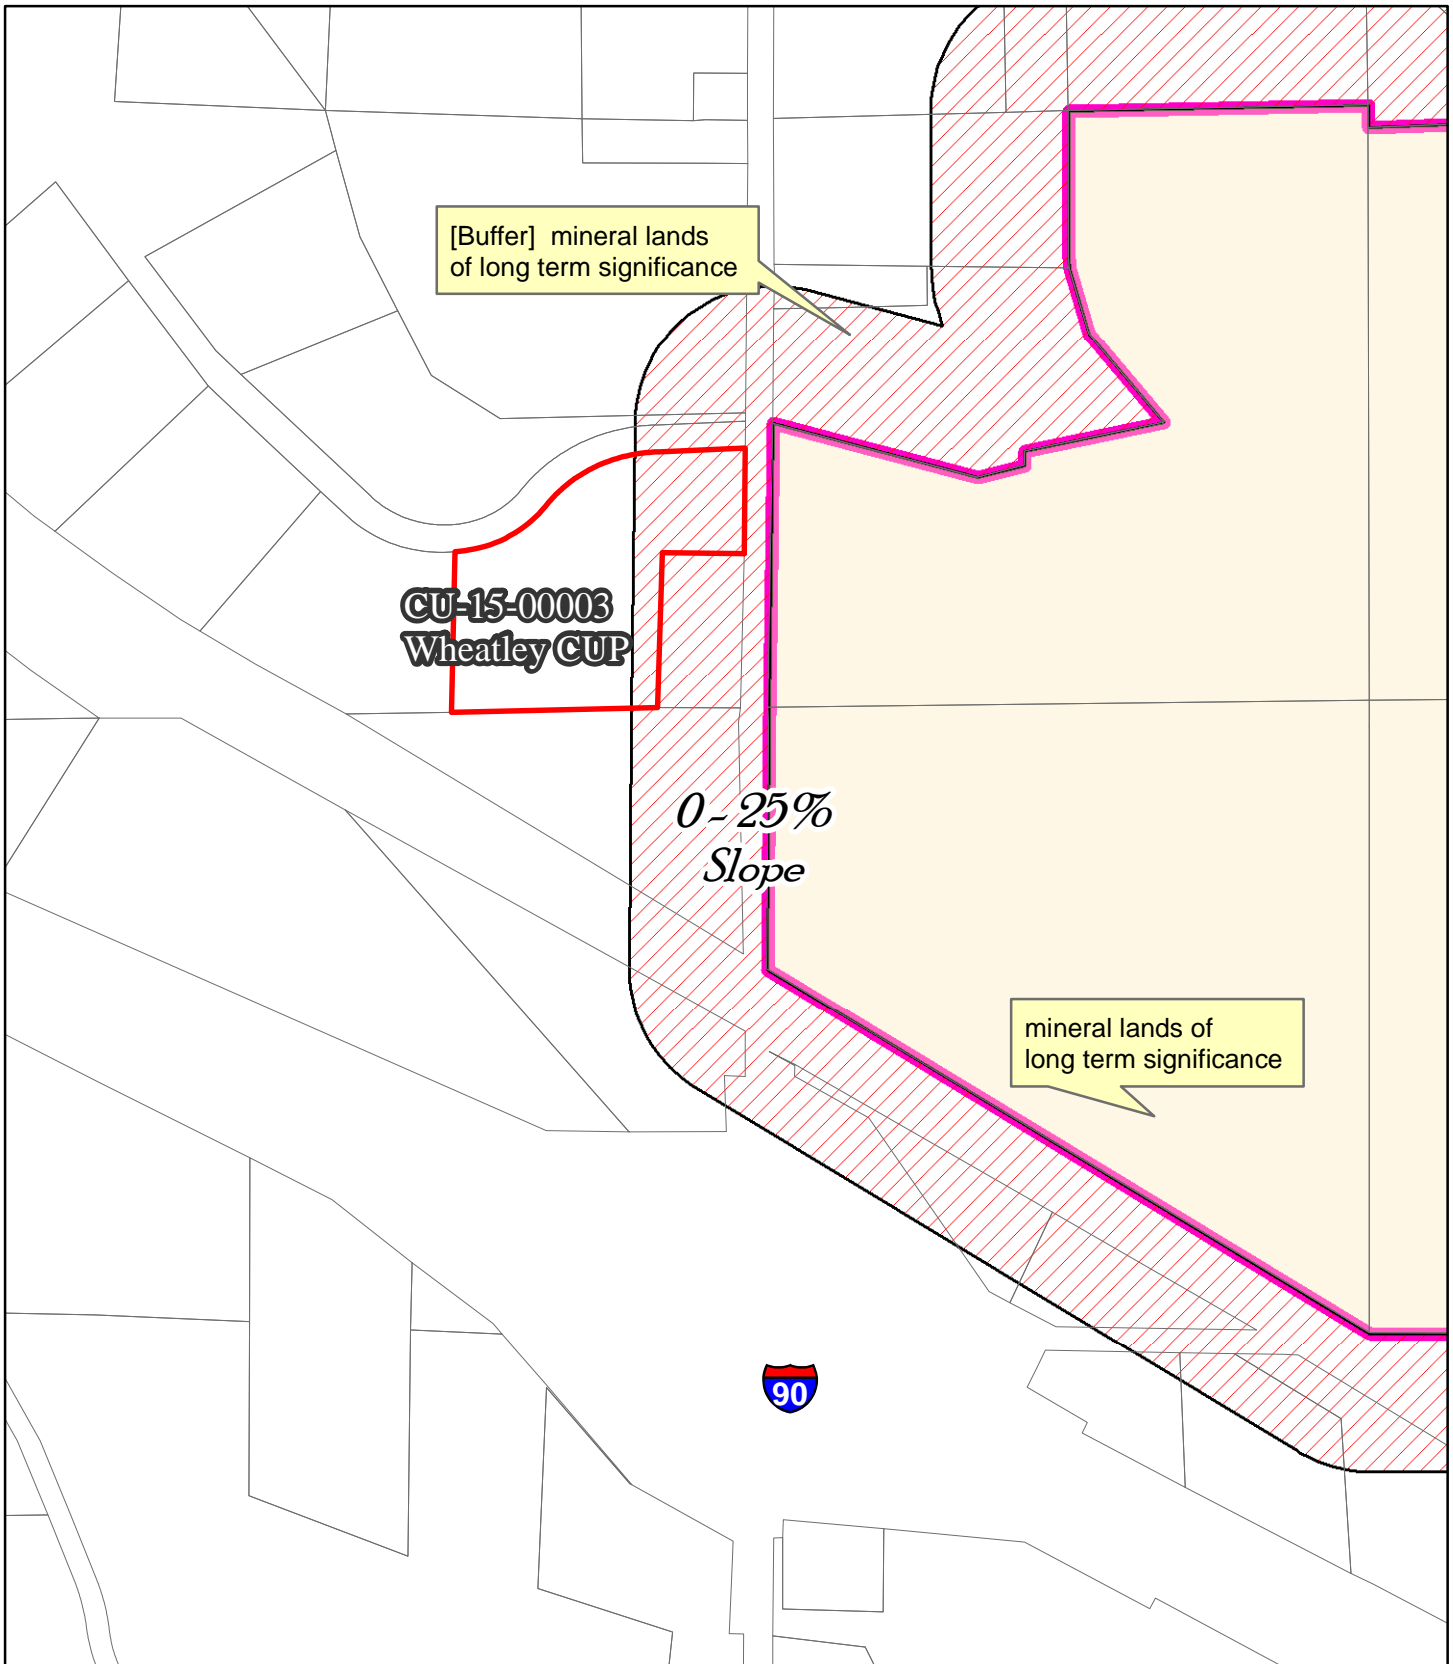 [Buffer] mineral lands
of long term significance
CU-15-00003
Wheatley CUP
0-25%
Slope
mineral lands of
long term significance
90